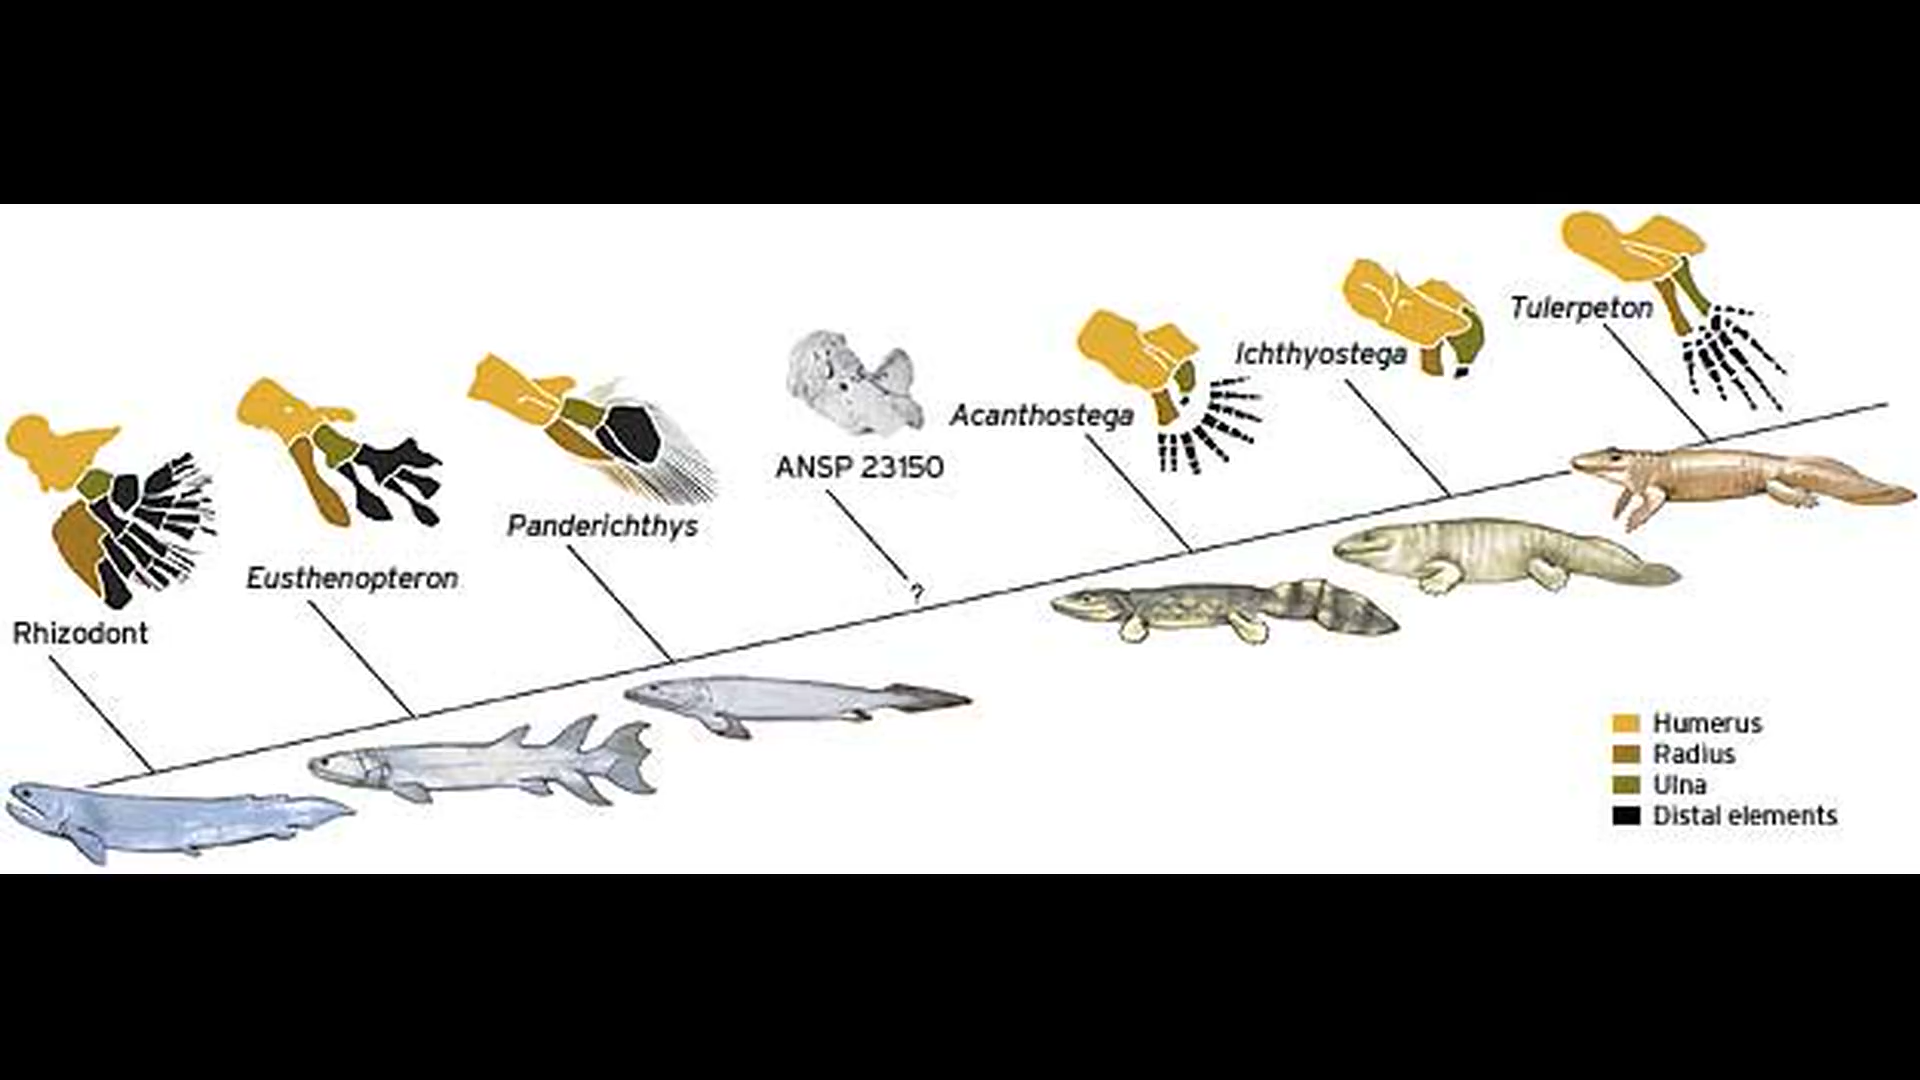 Rhizodont
Eusthenopteron
Panderichthys
ANSP 23150
?
Acanthostega
Ichthyostega
Tulerpeton
Humerus
Radius
Ulna
Distal elements